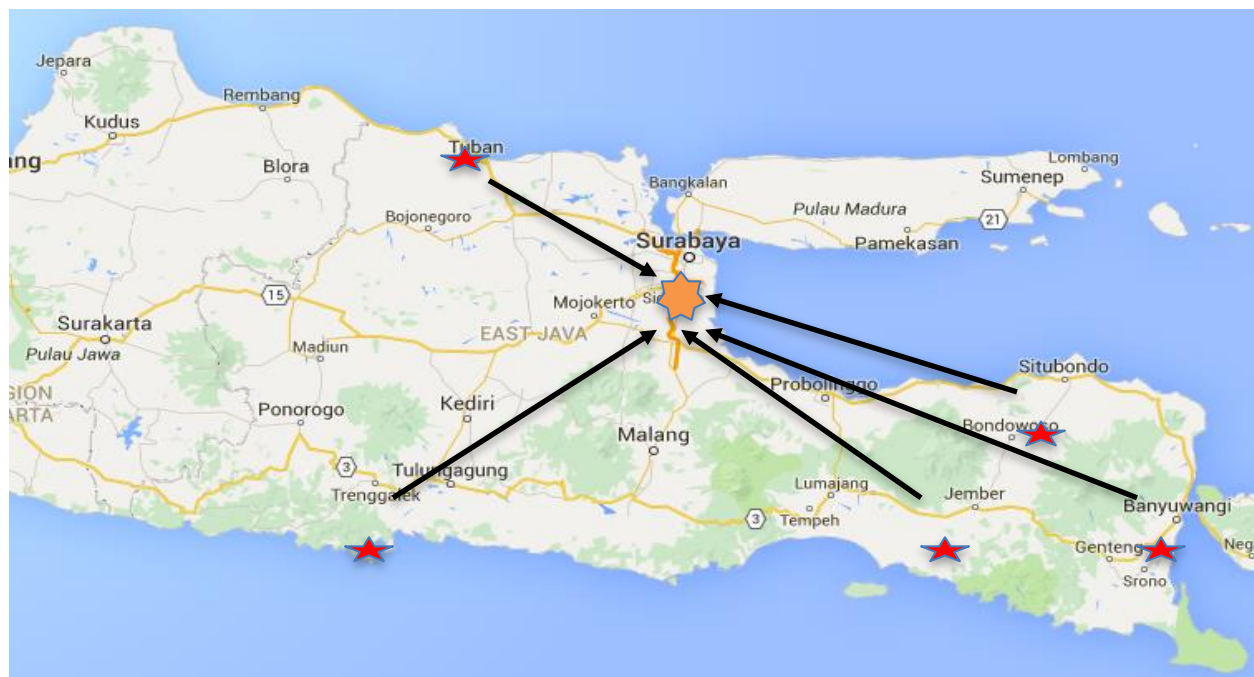 Jepara
Rembang
Kudus
ang
Tuban
Blora
Lombang
Sumenep
Bangkalan
Bojonegoro
Pulau Madura
21
Surabaya
Pamekasan
15
Mojokerto
Surakarta
EAST JAVA
Pulau Jawa
Madiun
Situbondo
Probolinggo
GION
ARTA
Ponorogo
Kediri
Malang
Bondowoso
3
Tulungagung
Trenggalek
Lumajang
Jember
Banyuwangi
3
Tempeh
Genteng
Neg
Srono